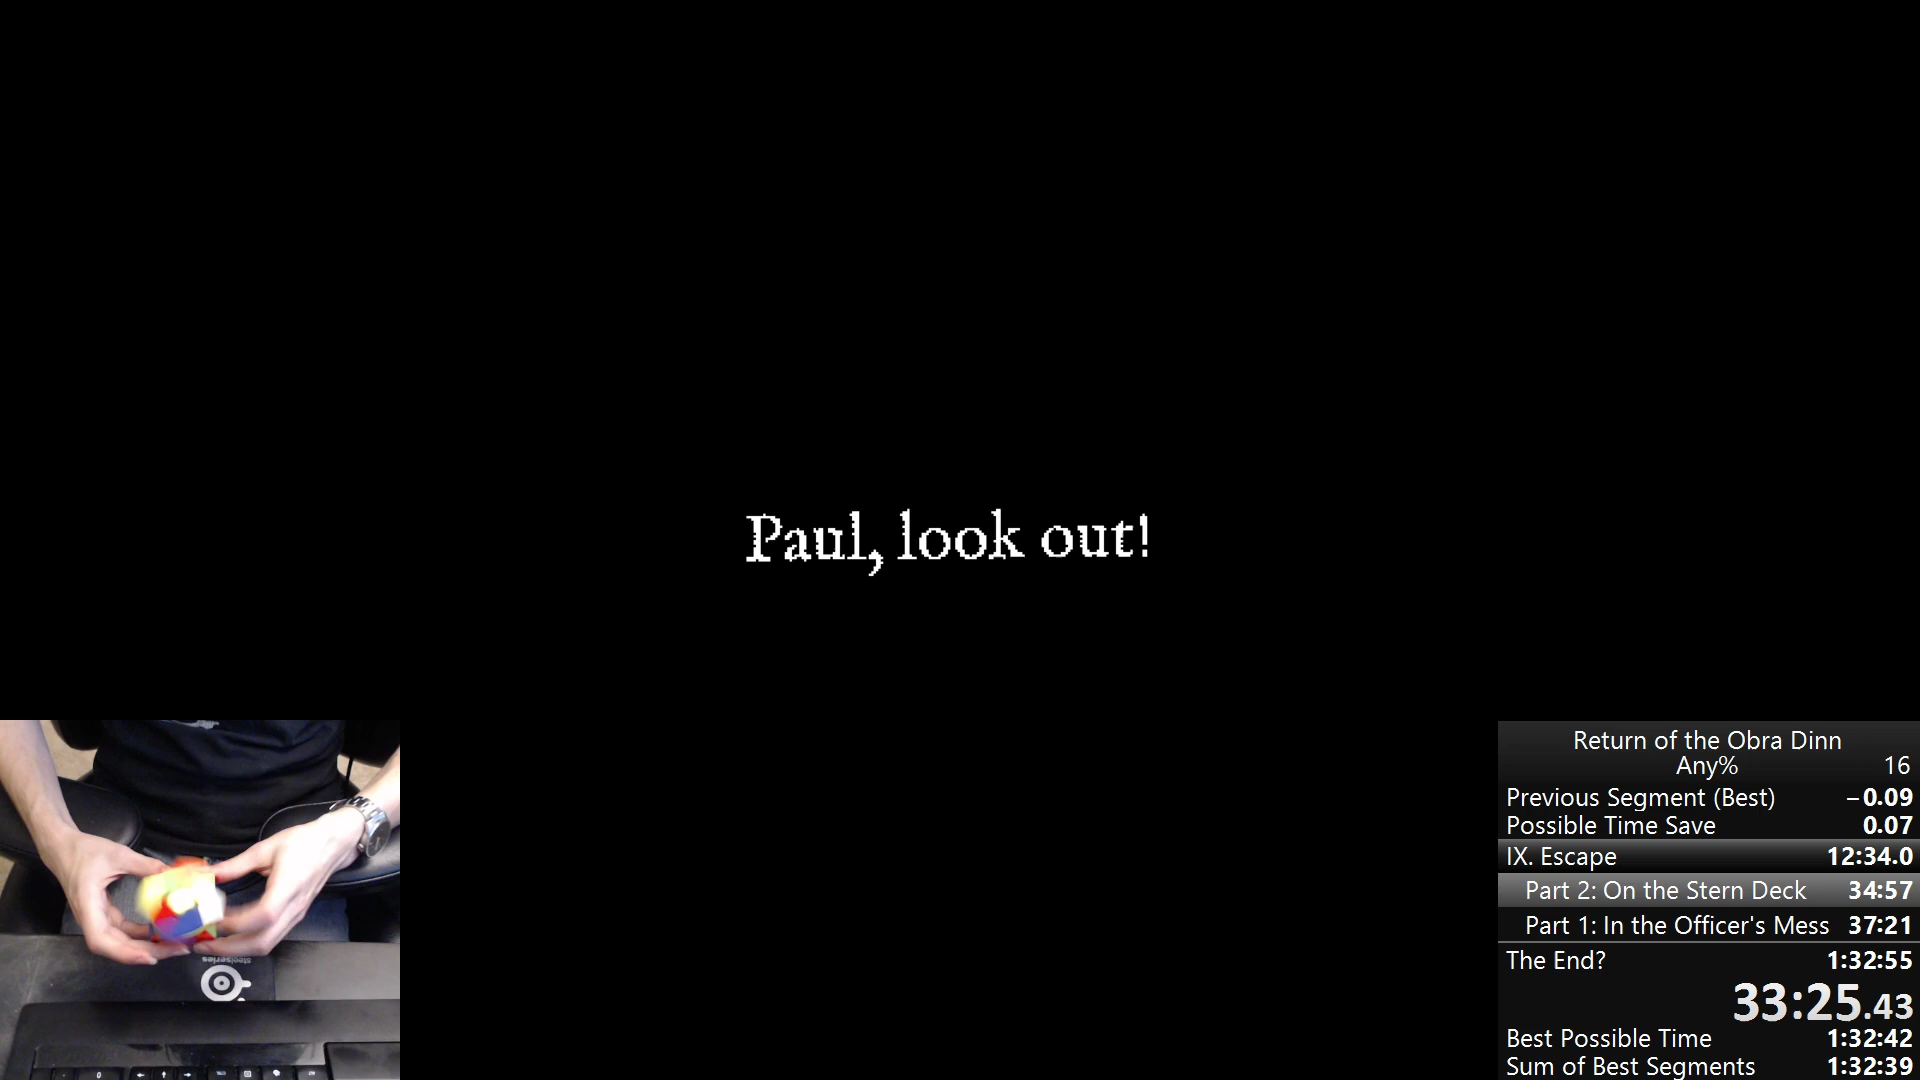 Paul, look out!
steelseries
Return of the Obra Dinn
Any% 16
Previous Segment (Best) −0.09
Possible Time Save 0.07
IX. Escape 12:34.0
Part 2: On the Stern Deck 34:57
Part 1: In the Officer's Mess 37:21
The End? 1:32:55
33:25.43
Best Possible Time 1:32:42
Sum of Best Segments 1:32:39